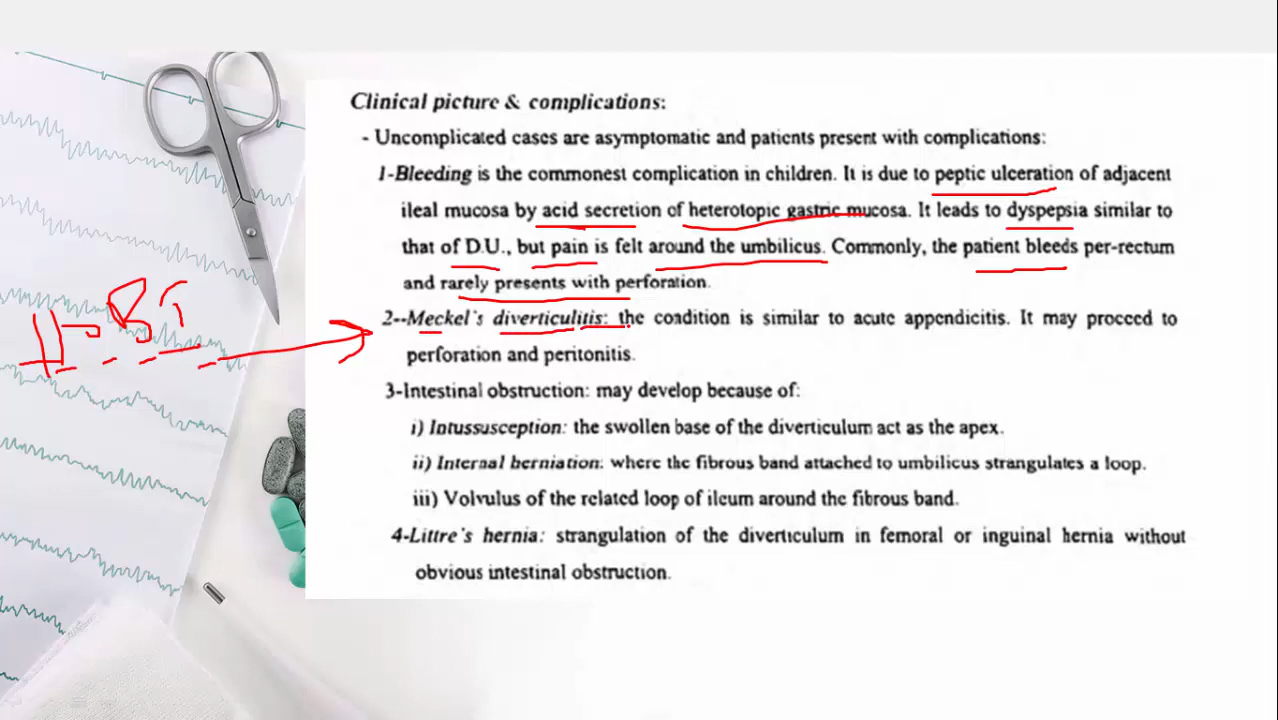 Clinical picture & complications:
- Uncomplicated cases are asymptomatic and patients present with complications:
1-Bleeding is the commonest complication in children. It is due to peptic ulceration of adjacent
ileal mucosa by acid secretion of heterotopic gastric mucosa. It leads to dyspepsia similar to
that of D.U., but pain is felt around the umbilicus. Commonly, the patient bleeds per-rectum
and rarely presents with perforation.
2--Meckel's diverticulitis: the condition is similar to acute appendicitis. It may proceed to
perforation and peritonitis.
3-Intestinal obstruction: may develop because of:
i) Intussusception: the swollen base of the diverticulum act as the apex.
ii) Internal herniation: where the fibrous band attached to umbilicus strangulates a loop.
iii) Volvulus of the related loop of ileum around the fibrous band.
4-Littre's hernia: strangulation of the diverticulum in femoral or inguinal hernia without
obvious intestinal obstruction.